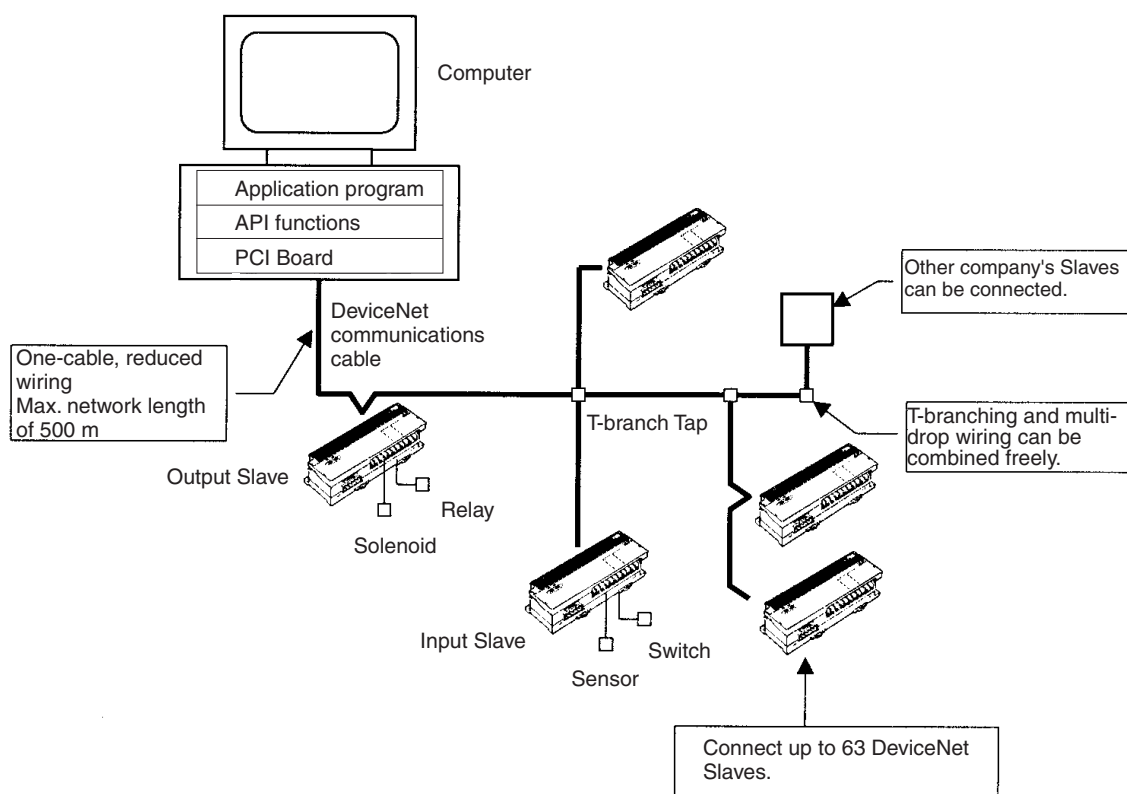 Computer
Application program
API functions
PCI Board
Other company's Slaves
can be connected.
DeviceNet
communications
cable
One-cable, reduced
wiring
Max. network length
of 500 m
T-branch Tap
T-branching and multi-
drop wiring can be
combined freely.
Output Slave
Relay
Solenoid
Input Slave
Switch
Sensor
Connect up to 63 DeviceNet
Slaves.